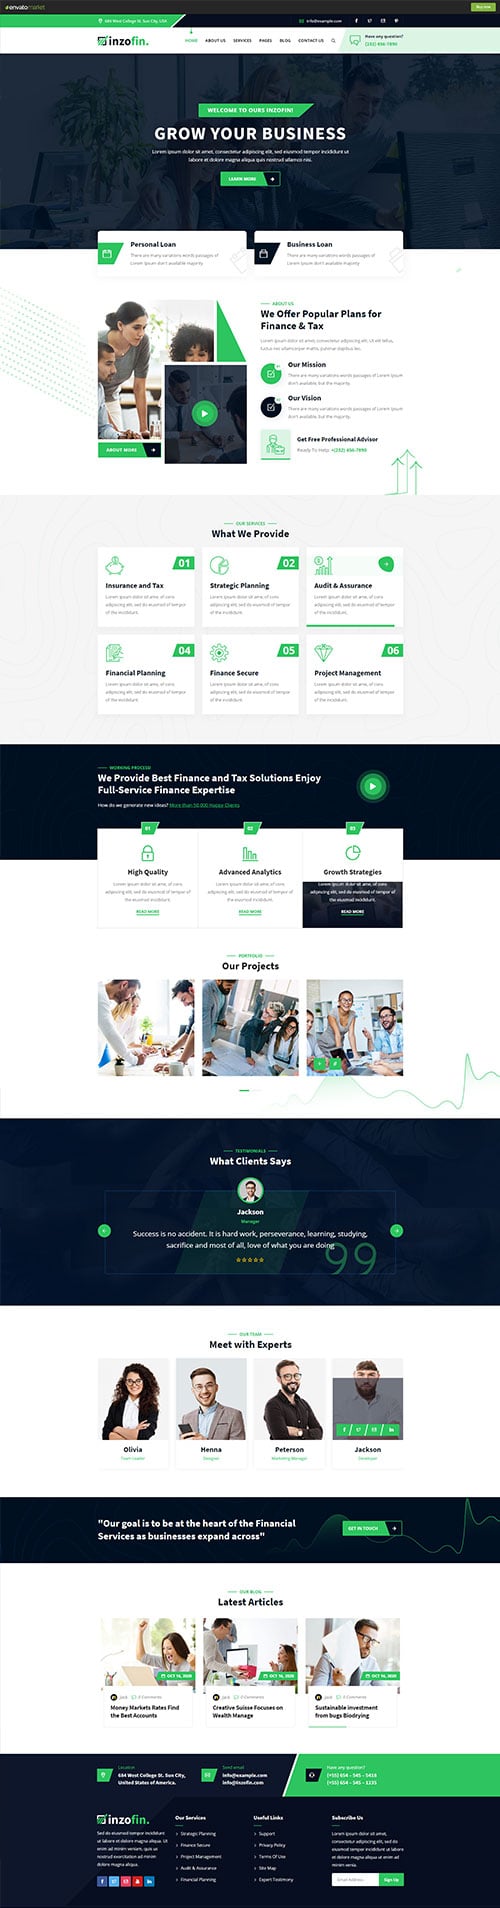 envatomarket
Buy now
684 West College St. Sun City, USA
info@example.com
inzofin.
HOME ABOUT US SERVICES PAGES BLOG CONTACT US
Have any question?
(232) 456-7890
WELCOME TO OURS INZOFIN!
GROW YOUR BUSINESS
Lorem ipsum dolor sit amet, consectetur adipiscing elit, sed eiusmod tempor incididunt ut
labore et dolore magna aliqua quis nostrud ullamco nisi.
LEARN MORE
Personal Loan
There are many variations words passages of
Lorem Ipsum don't available majority
Business Loan
There are many variations words passages of
Lorem Ipsum don't available majority
ABOUT US
We Offer Popular Plans for
Finance & Tax
Lorem ipsum dolor sit amet, consectetur adipiscing elit. Ut elit tellus,
luctus nec ullamcorper mattis, pulvinar dapibus leo.
Our Mission
There are many variations words passages of Lorem Ipsum
don't available but the majority.
Our Vision
There are many variations words passages of Lorem Ipsum
don't available but the majority.
Get Free Professional Advisor
Ready To Help: +(232) 456-7890
ABOUT MORE
OUR SERVICES
What We Provide
01
Insurance and Tax
Lorem ipsum dolor sit ame, of cons
adipiscing elit, sed do eiusmod of tempor
of the incididunt.
02
Strategic Planning
Lorem ipsum dolor sit ame, of cons
adipiscing elit, sed do eiusmod of tempor
of the incididunt.
Audit & Assurance
Lorem ipsum dolor sit ame, of cons
adipiscing elit, sed do eiusmod of tempor
of the incididunt.
04
Financial Planning
Lorem ipsum dolor sit ame, of cons
adipiscing elit, sed do eiusmod of tempor
of the incididunt.
05
Finance Secure
Lorem ipsum dolor sit ame, of cons
adipiscing elit, sed do eiusmod of tempor
of the incididunt.
06
Project Management
Lorem ipsum dolor sit ame, of cons
adipiscing elit, sed do eiusmod of tempor
of the incididunt.
WORKING PROCESS
We Provide Best Finance and Tax Solutions Enjoy
Full-Service Finance Expertise
How do we generate new ideas? More than 50,000 Happy Clients
01
High Quality
Lorem ipsum dolor sit ame, of cons
adipiscing elit, sed do eiusmod of tempor of
the eiusmod incididunt.
READ MORE
02
Advanced Analytics
Lorem ipsum dolor sit ame, of cons
adipiscing elit, sed do eiusmod of tempor of
the eiusmod incididunt.
READ MORE
03
Growth Strategies
Lorem ipsum dolor sit ame, of cons
adipiscing elit, sed do eiusmod of tempor of
the eiusmod incididunt.
READ MORE
PORTFOLIO
Our Projects
TESTIMONIALS
What Clients Says
Jackson
Manager
Success is no accident. It is hard work, perseverance, learning, studying,
sacrifice and most of all, love of what you are doing
OUR TEAM
Meet with Experts
Olivia
Team Leader
Henna
Designer
Peterson
Marketing Manager
Jackson
Developer
"Our goal is to be at the heart of the Financial
Services as businesses expand across"
GET IN TOUCH
OUR BLOG
Latest Articles
OCT 16, 2020
Jack 0 Comments
Money Markets Rates Find
the Best Accounts
OCT 16, 2020
Jack 0 Comments
Creative Suisse Focuses on
Wealth Manage
OCT 16, 2020
Jack 0 Comments
Sustainable investment
from bugs Biodrying
Location
684 West College St. Sun City,
United States of America.
Send email
info@example.com
info@inzofin.com
Have any question?
(+55) 654 - 545 - 5418
(+55) 654 - 545 - 1235
inzofin.
Sed do eiusmod tempor incididunt
ut labore et dolore magna aliqua. Ut
enim ad minim veniam, quis ut
nostrud exercitation ad minim
dolore magna aliqua.
Our Services
Strategic Planning
Finance Secure
Project Management
Audit & Assurance
Financial Planning
Useful Links
Support
Privacy Policy
Terms Of Use
Site Map
Expert Testimony
Subscribe Us
Lorem ipsum dolor sit amet,
consectetur adipiscing elit, sed do
eiusmod tempor incididunt ut
labore et dolore magna aliqua ut
enim ad minim venia.
Email Address
Sign Up